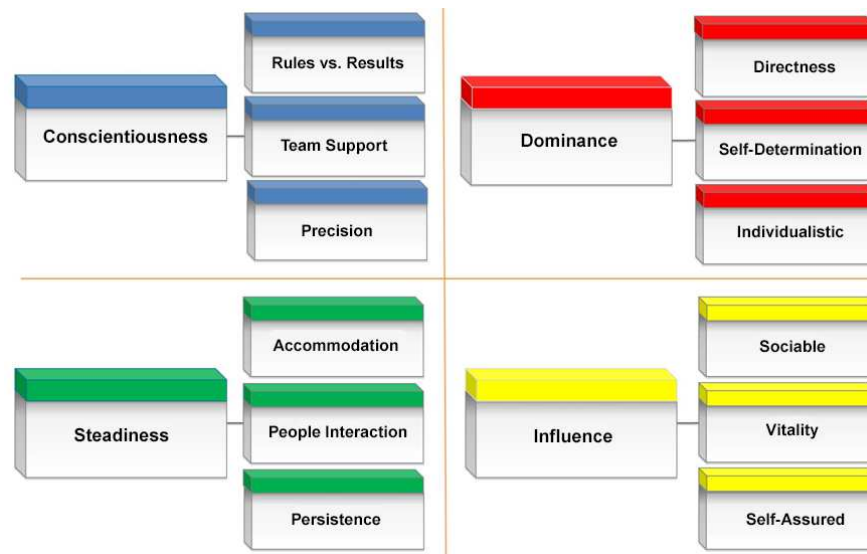 Conscientiousness
Rules vs. Results
Team Support
Precision
Dominance
Directness
Self-Determination
Individualistic
Steadiness
Accommodation
People Interaction
Persistence
Influence
Sociable
Vitality
Self-Assured